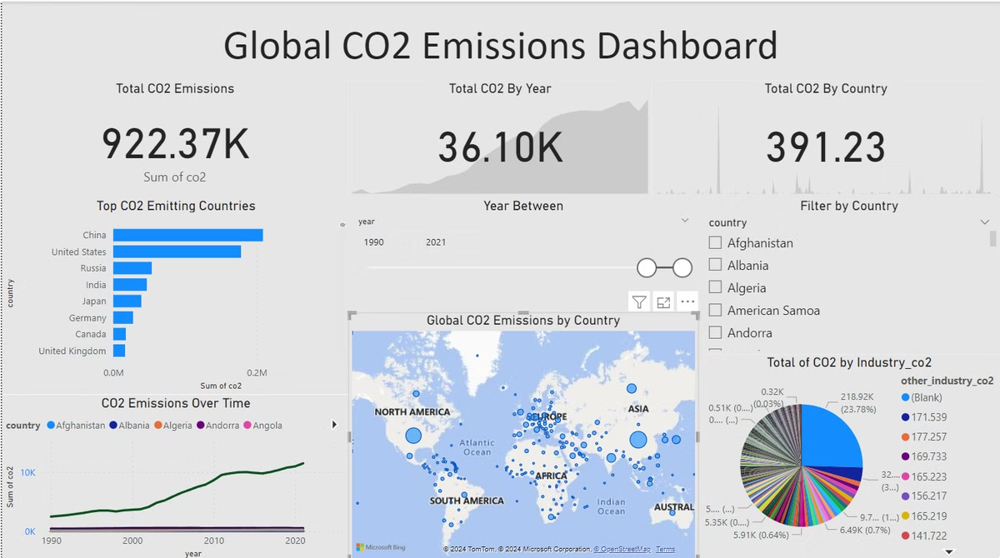 Global CO2 Emissions Dashboard
Total CO2 Emissions
922.37K
Sum of co2
Total CO2 By Year
36.10K
Total CO2 By Country
391.23
Top CO2 Emitting Countries
country
China
United States
Russia
India
Japan
Germany
Canada
United Kingdom
0.0M 0.2M
Sum of co2
Year Between
year
1990 2021
Filter by Country
country
Afghanistan
Albania
Algeria
American Samoa
Andorra
CO2 Emissions Over Time
country Afghanistan Albania Algeria Andorra Angola
Sum of co2
10K
0K
1990 2000 2010 2020
year
Global CO2 Emissions by Country
NORTH AMERICA
EUROPE
ASIA
Atlantic
Ocean
AFRICA
SOUTH AMERICA
Indian
Ocean
AUSTRAL
Microsoft Bing
© 2024 TomTom, © 2024 Microsoft Corporation, © OpenStreetMap Terms
Total of CO2 by Industry_co2
0.32K
(0.03%)
0.51K (0....)
0.... (...)
218.92K
(23.78%)
32....
(3...)
9.7... (1...)
6.49K (0.7%)
5.91K (0.64%)
5.35K (0....)
5.... (...)
other_industry_co2
(Blank)
171.539
177.257
169.733
165.223
156.217
165.219
141.722